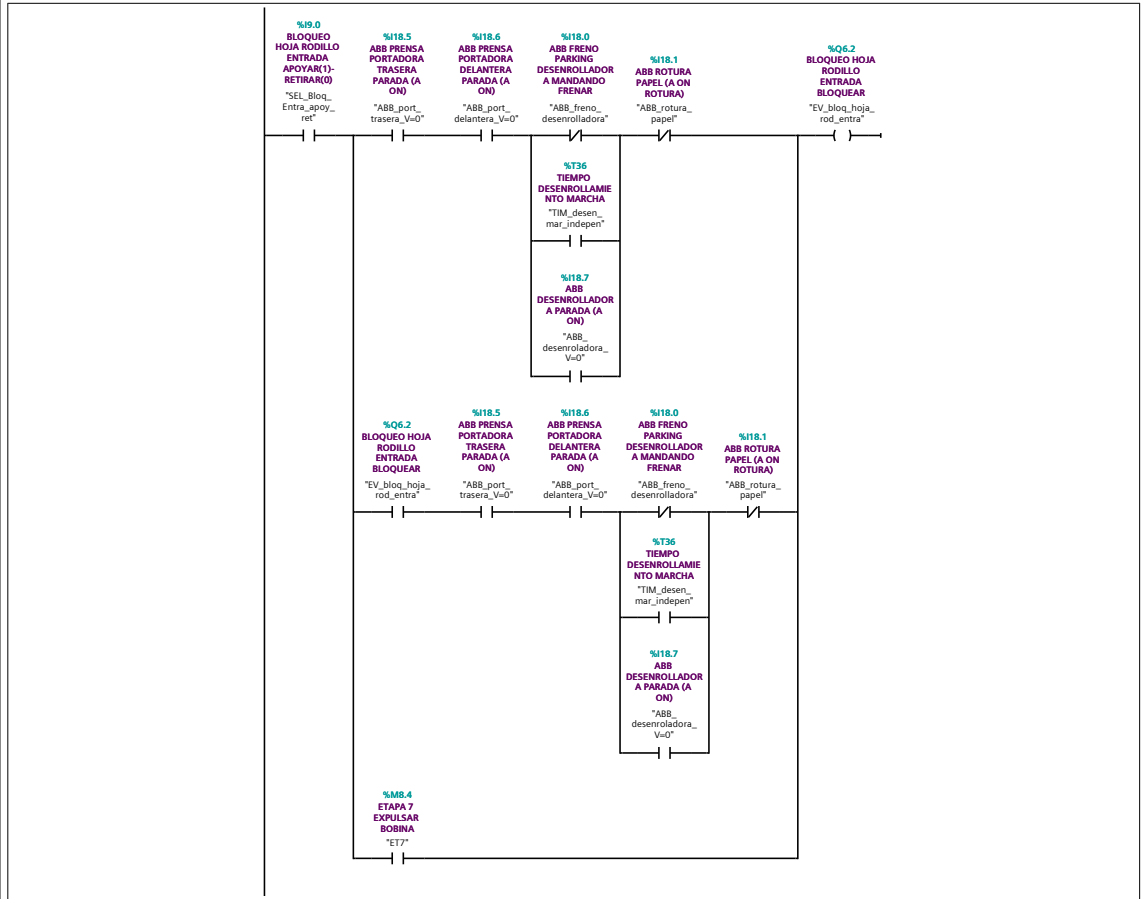 %I9.0
BLOQUEO
HOJA RODILLO
ENTRADA
APOYAR(1)-
RETIRAR(0)
"SEL_Bloq_
Entra_apoy_
ret"
%I18.5
ABB PRENSA
PORTADORA
TRASERA
PARADA (A
ON)
"ABB_port_
trasera_V=0"
%I18.6
ABB PRENSA
PORTADORA
DELANTERA
PARADA (A
ON)
"ABB_port_
delantera_V=0"
%I18.0
ABB FRENO
PARKING
DESENROLLADOR
A MANDANDO
FRENAR
"ABB_freno_
desenrolladora"
%I18.1
ABB ROTURA
PAPEL (A ON
ROTURA)
"ABB_rotura_
papel"
%Q6.2
BLOQUEO HOJA
RODILLO
ENTRADA
BLOQUEAR
"EV_bloq_hoja_
rod_entra"
%T36
TIEMPO
DESENROLLAMIE
NTO MARCHA
"TIM_desen_
mar_indepen"
%I18.7
ABB
DESENROLLADOR
A PARADA (A
ON)
"ABB_
desenroladora_
V=0"
%Q6.2
BLOQUEO HOJA
RODILLO
ENTRADA
BLOQUEAR
"EV_bloq_hoja_
rod_entra"
%I18.5
ABB PRENSA
PORTADORA
TRASERA
PARADA (A
ON)
"ABB_port_
trasera_V=0"
%I18.6
ABB PRENSA
PORTADORA
DELANTERA
PARADA (A
ON)
"ABB_port_
delantera_V=0"
%I18.0
ABB FRENO
PARKING
DESENROLLADOR
A MANDANDO
FRENAR
"ABB_freno_
desenrolladora"
%I18.1
ABB ROTURA
PAPEL (A ON
ROTURA)
"ABB_rotura_
papel"
%T36
TIEMPO
DESENROLLAMIE
NTO MARCHA
"TIM_desen_
mar_indepen"
%I18.7
ABB
DESENROLLADOR
A PARADA (A
ON)
"ABB_
desenroladora_
V=0"
%M8.4
ETAPA 7
EXPULSAR
BOBINA
"ET7"